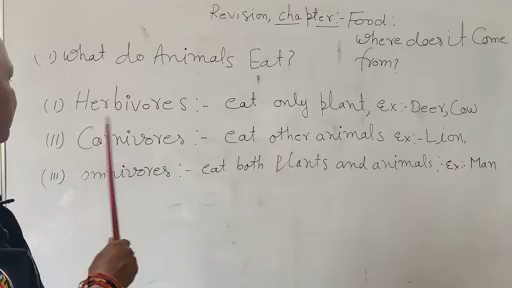 Revision, chapter:- Food:
where does it Come
from?
(1) What do Animals Eat?
(I) Herbivores:- eat only plant, Ex:- Deer, Cow
(II) Carnivores:- eat other animals Ex:- Lion.
(III) omnivores:- eat both Plants and animals:- Ex:- Man